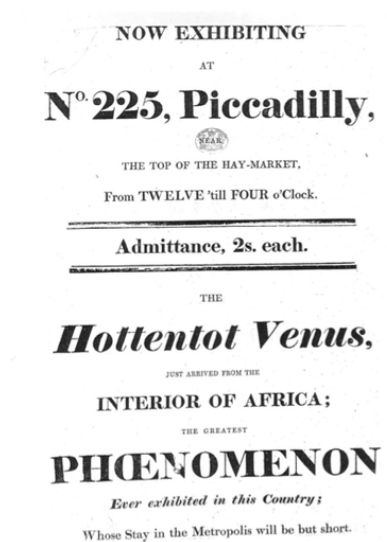 NOW EXHIBITING
AT
No. 225, Piccadilly,
NEAR
THE TOP OF THE HAY-MARKET,
From TWELVE 'till FOUR o'Clock.
Admittance, 2s. each.
THE
Hottentot Venus,
JUST ARRIVED FROM THE
INTERIOR OF AFRICA;
THE GREATEST
PHŒNOMENON
Ever exhibited in this Country;
Whose Stay in the Metropolis will be but short.